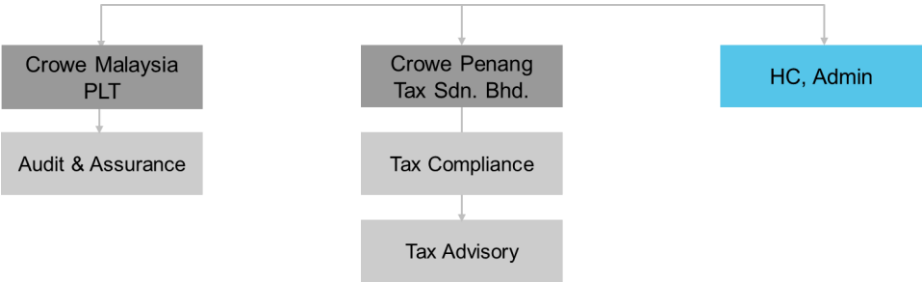 Crowe Malaysia
PLT
Crowe Penang
Tax Sdn. Bhd.
HC, Admin
Audit & Assurance
Tax Compliance
Tax Advisory